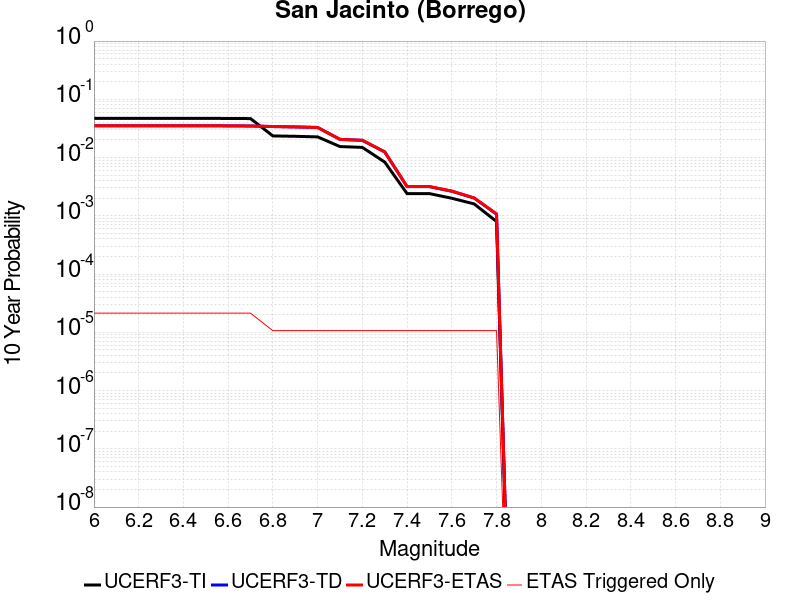 San Jacinto (Borrego)
10 0
10 -1
10 -2
10 -3
10 -4
10 -5
10 -6
10 -7
10 -8
10 Year Probability
6 6.2 6.4 6.6 6.8 7 7.2 7.4 7.6 7.8 8 8.2 8.4 8.6 8.8 9
Magnitude
UCERF3-TI UCERF3-TD UCERF3-ETAS ETAS Triggered Only